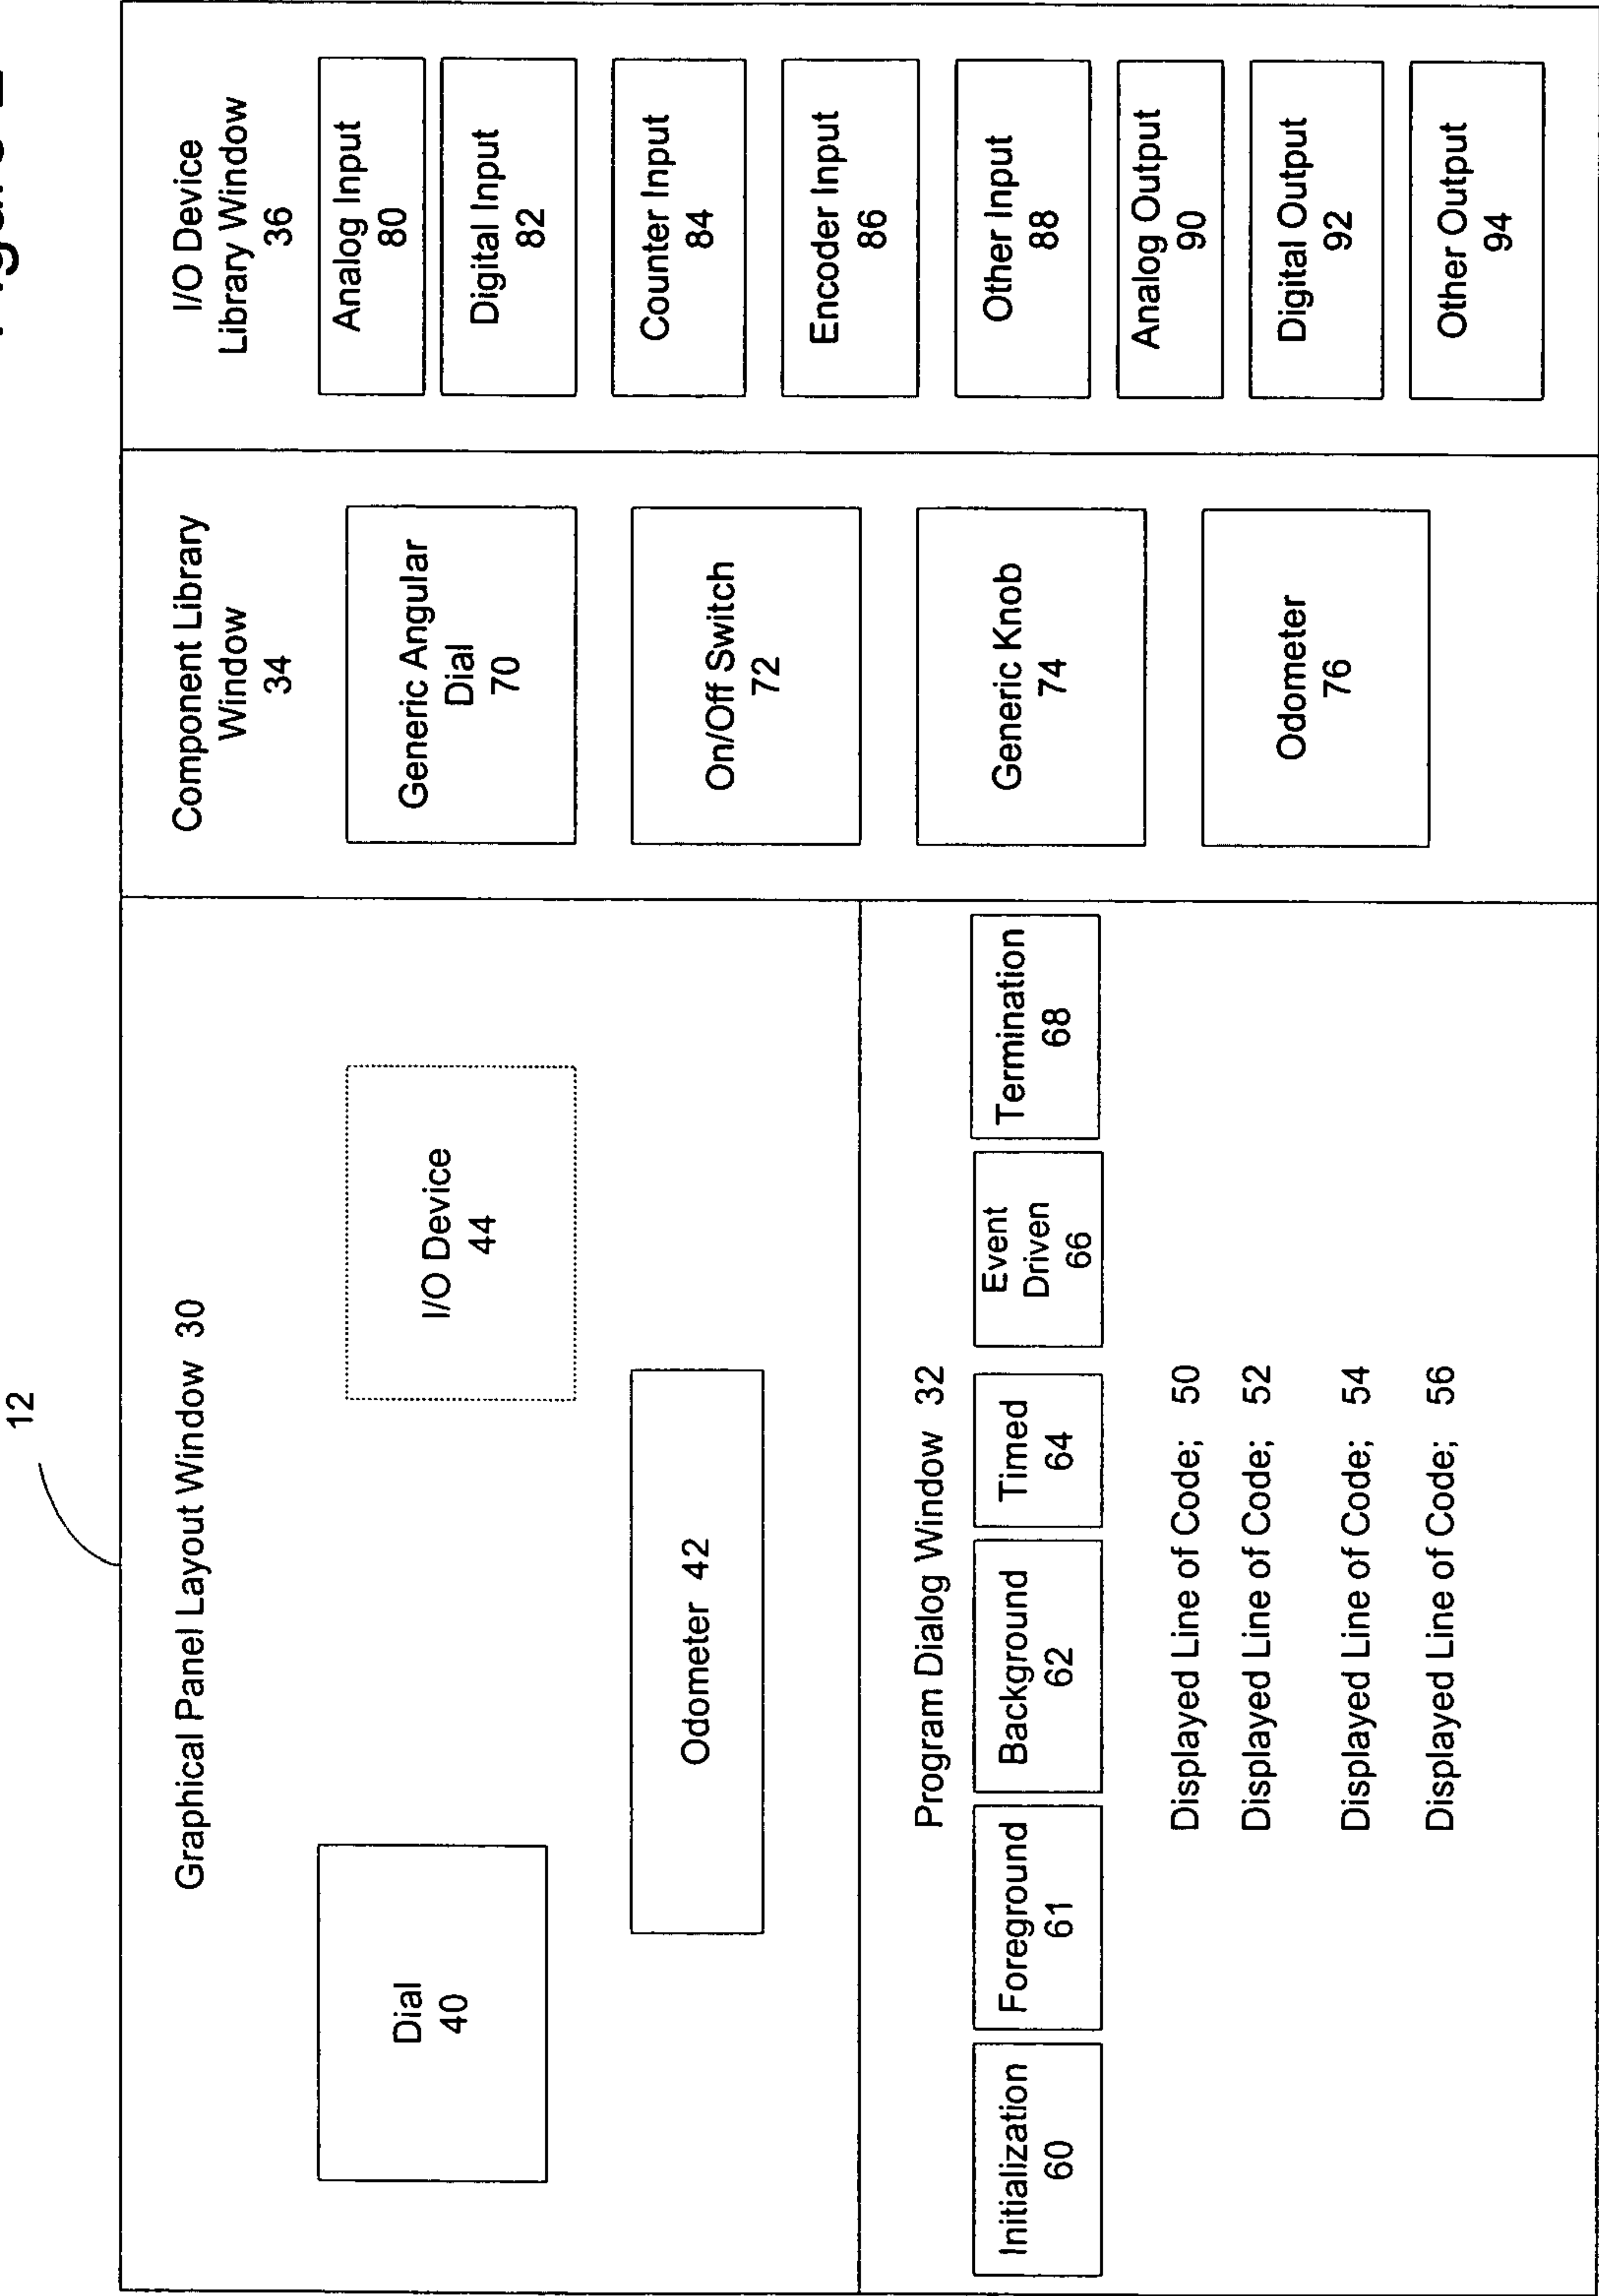 12
Graphical Panel Layout Window 30
Dial
40
I/O Device
44
Odometer 42
Program Dialog Window 32
Initialization
60
Foreground
61
Background
62
Timed
64
Event
Driven
66
Termination
68
Displayed Line of Code; 50
Displayed Line of Code; 52
Displayed Line of Code; 54
Displayed Line of Code; 56
Component Library
Window
34
Generic Angular
Dial
70
On/Off Switch
72
Generic Knob
74
Odometer
76
I/O Device
Library Window
36
Analog Input
80
Digital Input
82
Counter Input
84
Encoder Input
86
Other Input
88
Analog Output
90
Digital Output
92
Other Output
94